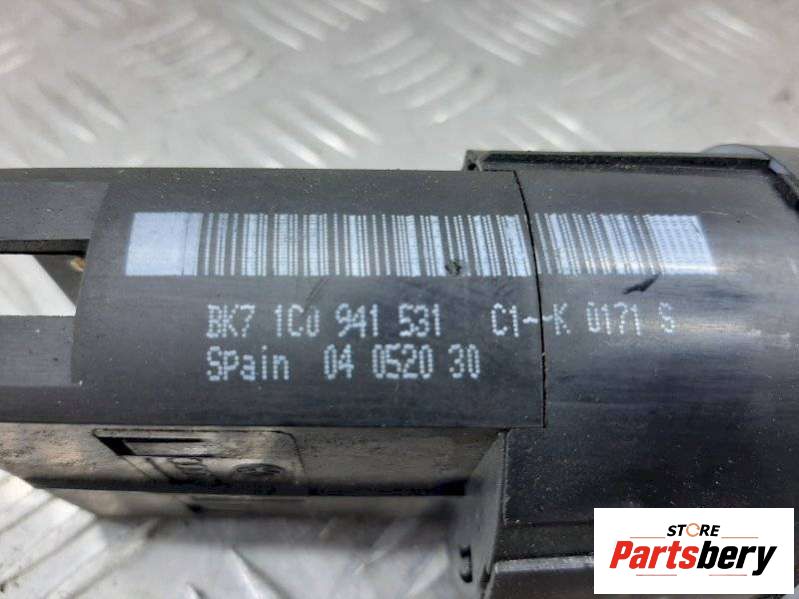 BK7 1C0 941 531 C1--K 0171 S
SPain 04 0520 30
STORE
Partsbery